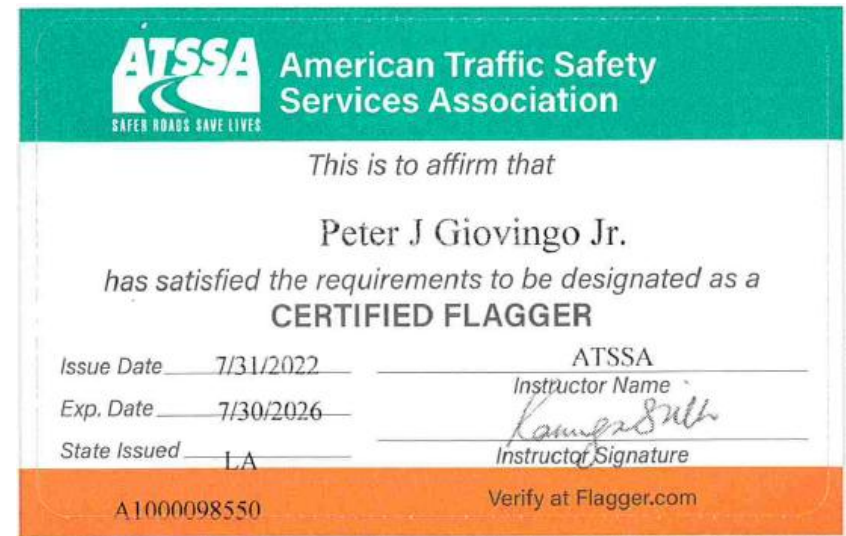 ATSSA
SAFER ROADS SAVE LIVES
American Traffic Safety
Services Association
This is to affirm that
Peter J Giovingo Jr.
has satisfied the requirements to be designated as a
CERTIFIED FLAGGER
Issue Date 7/31/2022
ATSSA
Instructor Name
Exp. Date 7/30/2026
State Issued LA
Instructor Signature
A1000098550
Verify at Flagger.com